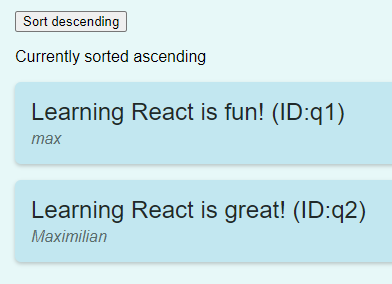 Sort descending
Currently sorted ascending
Learning React is fun! (ID:q1)
max
Learning React is great! (ID:q2)
Maximilian